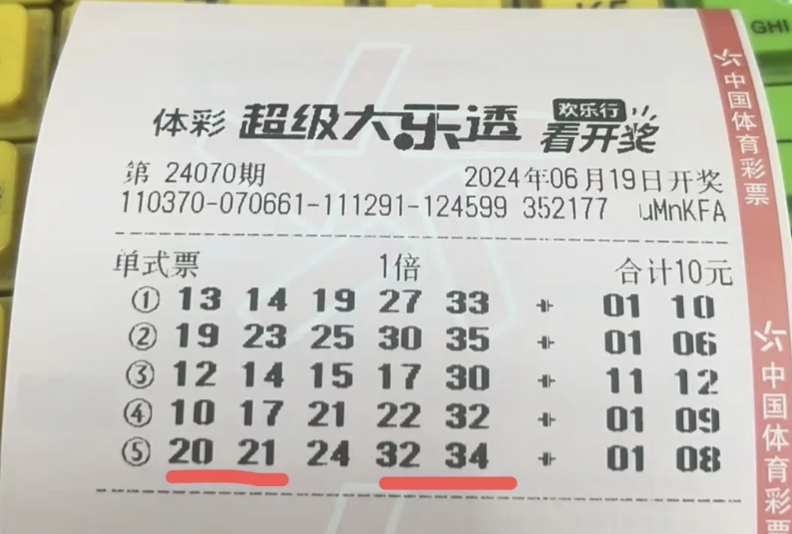 体彩 超级大乐透 欢乐行 看开奖
第 24070期 2024年06月19日开奖
110370-070661-111291-124599 352177 uMnKFA
单式票 1倍 合计10元
① 13 14 19 27 33 + 01 10
② 19 23 25 30 35 + 01 06
③ 12 14 15 17 30 + 11 12
④ 10 17 21 22 32 + 01 09
⑤ 20 21 24 32 34 + 01 08
中国体育彩票
中国体育彩票
GHI